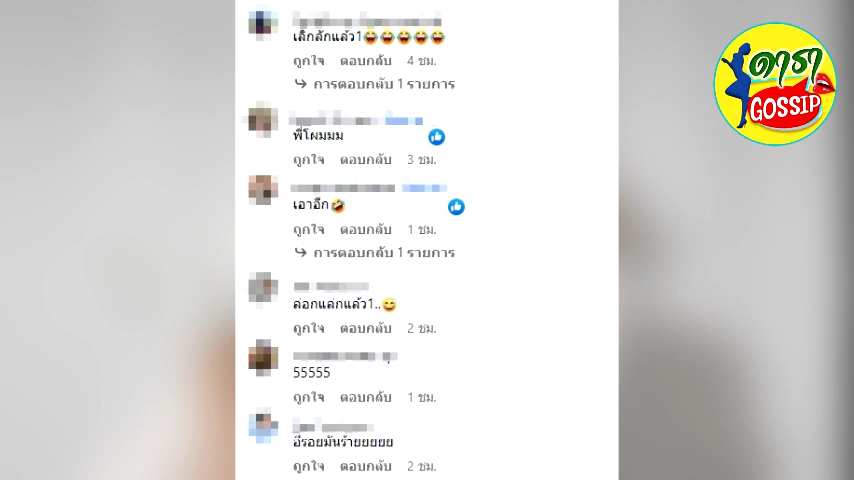 ดารา
GOSSIP
เลิ่กลั่กแล้ว1😂😂😂😂😂
ถูกใจ ตอบกลับ 4 ชม.
การตอบกลับ 1 รายการ
พี่โผมมม
ถูกใจ ตอบกลับ 3 ชม.
เอาอีก🤣
ถูกใจ ตอบกลับ 1 ชม.
การตอบกลับ 1 รายการ
ล่อกแล่กแล้ว1..😄
ถูกใจ ตอบกลับ 2 ชม.
55555
ถูกใจ ตอบกลับ 1 ชม.
อีรอยมันร้ายยยยย
ถูกใจ ตอบกลับ 2 ชม.